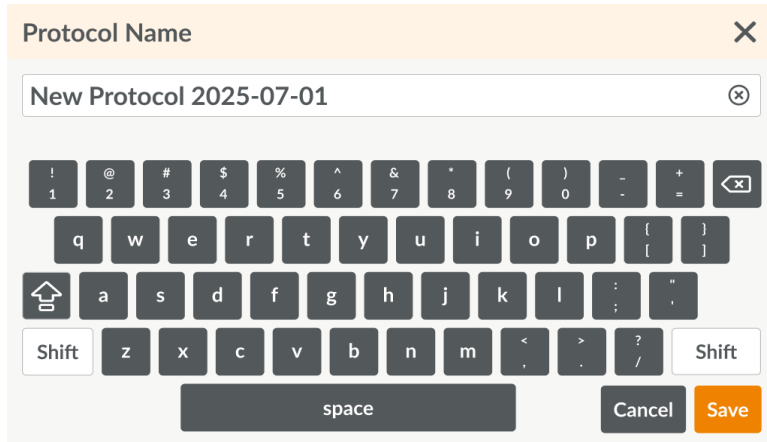 Protocol Name
New Protocol 2025-07-01
! @ # $ % ^ & * ( ) _ +
1 2 3 4 5 6 7 8 9 0 - =
q w e r t y u i o p { }
[ ]
a s d f g h j k l : "
; '
Shift z x c v b n m < > ? Shift
, . /
space Cancel Save